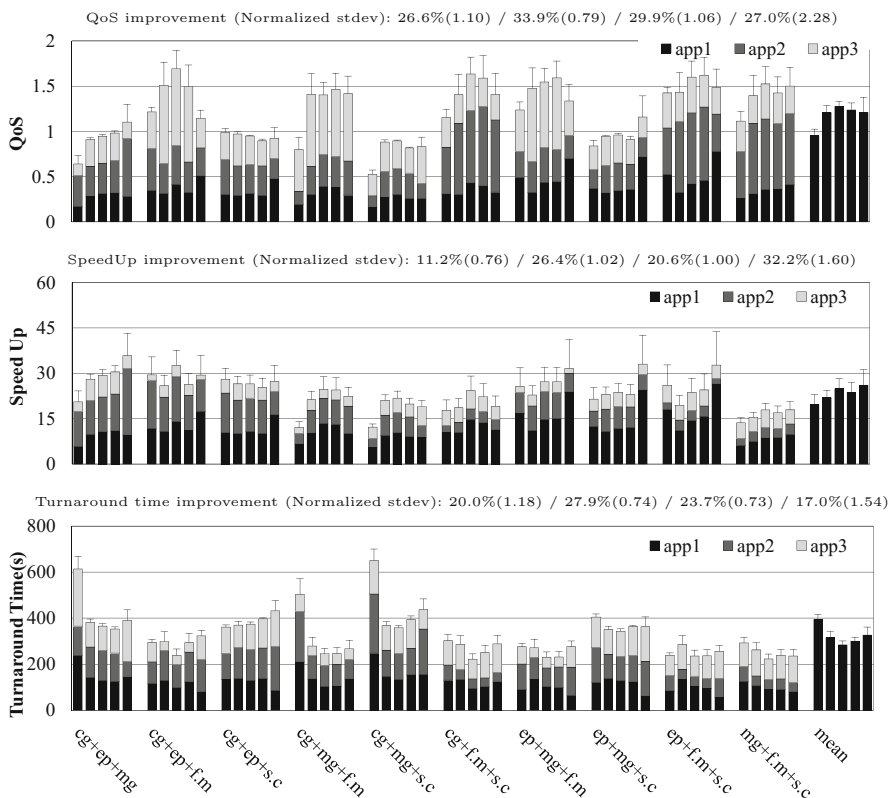 QoS improvement (Normalized stdev): 26.6%(1.10) / 33.9%(0.79) / 29.9%(1.06) / 27.0%(2.28)
2
1.5
1
0.5
0
QoS
app1 app2 app3
SpeedUp improvement (Normalized stdev): 11.2%(0.76) / 26.4%(1.02) / 20.6%(1.00) / 32.2%(1.60)
60
45
30
15
0
Speed Up
app1 app2 app3
Turnaround time improvement (Normalized stdev): 20.0%(1.18) / 27.9%(0.74) / 23.7%(0.73) / 17.0%(1.54)
800
600
400
200
0
Turnaround Time(s)
app1 app2 app3
cg+ep+mg
cg+ep+f.m
cg+ep+s.c
cg+mg+f.m
cg+mg+s.c
cg+f.m+s.c
ep+mg+f.m
ep+mg+s.c
ep+f.m+s.c
mg+f.m+s.c
mean